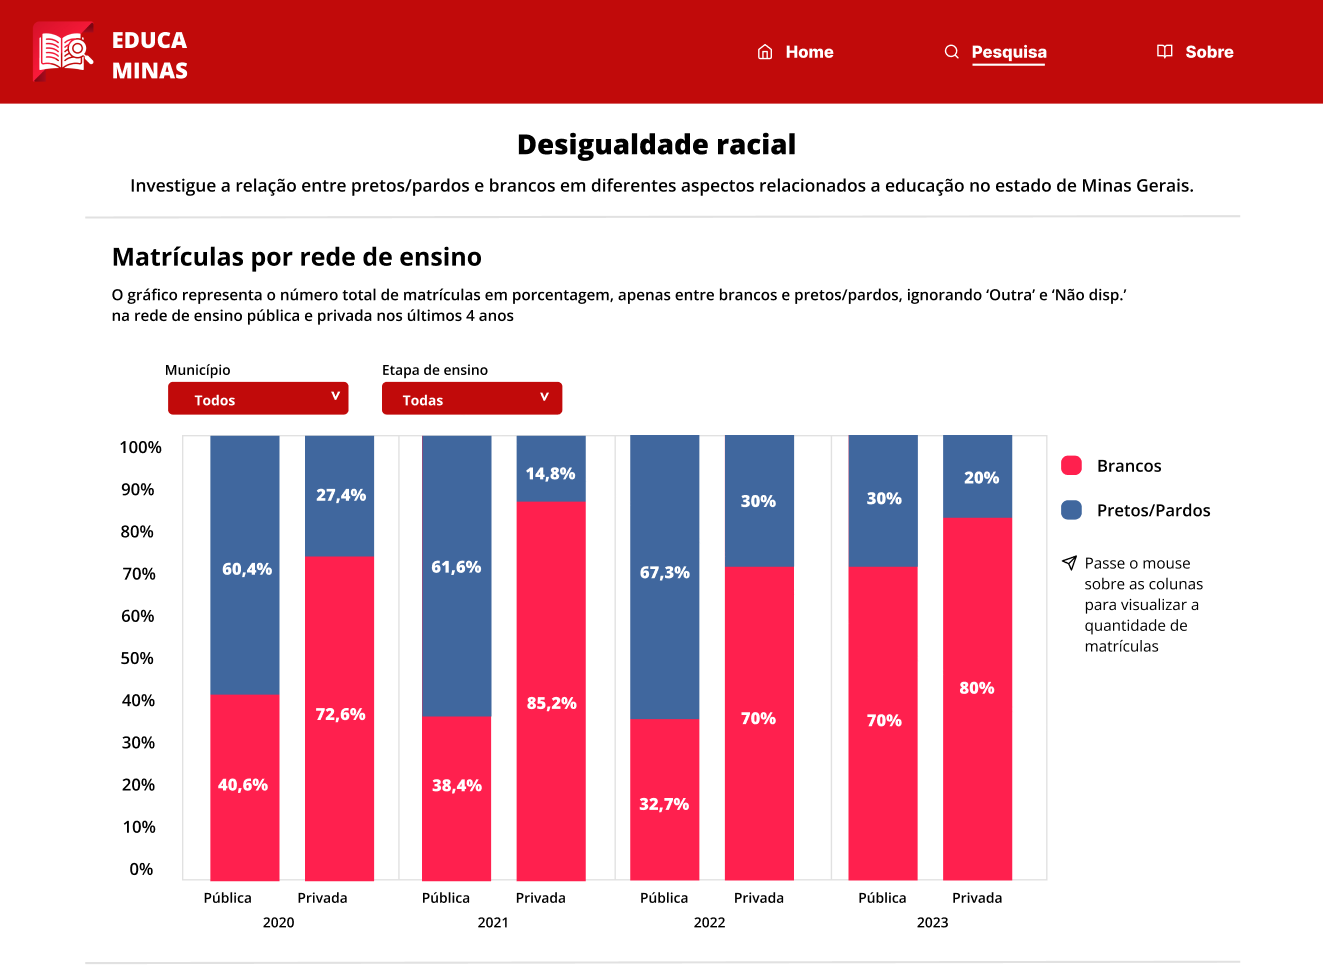 EDUCA
MINAS
Home
Pesquisa
Sobre
Desigualdade racial
Investigue a relação entre pretos/pardos e brancos em diferentes aspectos relacionados a educação no estado de Minas Gerais.
Matrículas por rede de ensino
O gráfico representa o número total de matrículas em porcentagem, apenas entre brancos e pretos/pardos, ignorando ‘Outra’ e ‘Não disp.’
na rede de ensino pública e privada nos últimos 4 anos
Município
Etapa de ensino
Todos
Todas
100%
90%
80%
70%
60%
50%
40%
30%
20%
10%
0%
60,4%
40,6%
27,4%
72,6%
61,6%
38,4%
14,8%
85,2%
67,3%
32,7%
30%
70%
30%
70%
20%
80%
Pública
Privada
Pública
Privada
Pública
Privada
Pública
Privada
2020
2021
2022
2023
Brancos
Pretos/Pardos
Passe o mouse
sobre as colunas
para visualizar a
quantidade de
matrículas